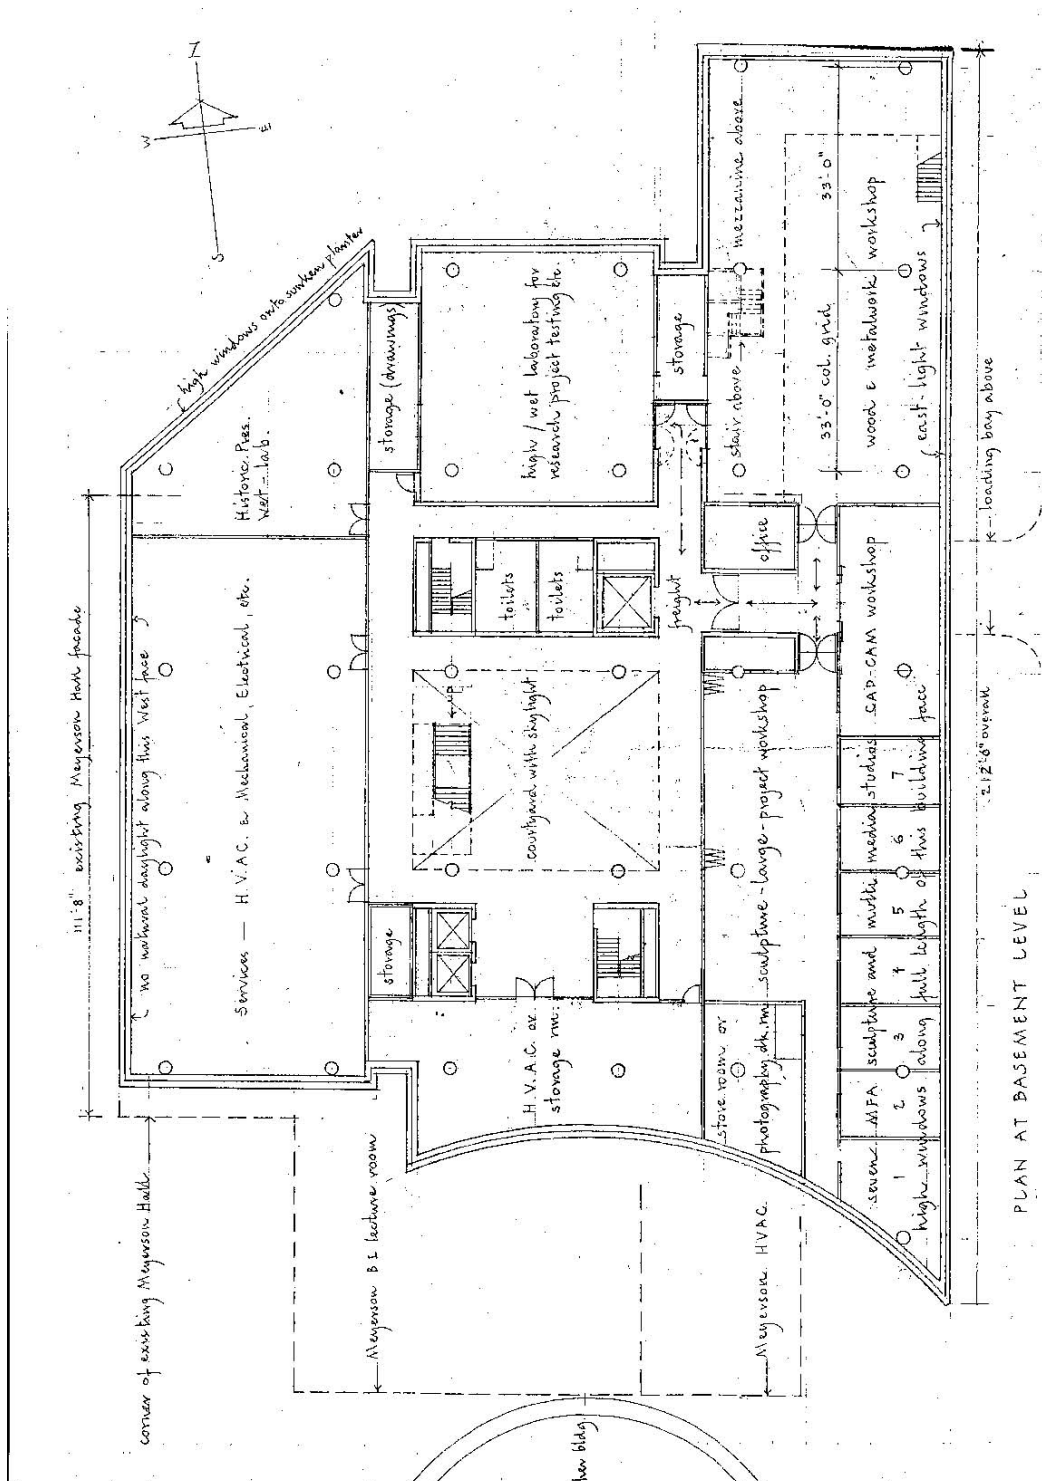 N
W
E
S
high windows onto sunken planter
Historic. Pres.
wet - lab.
storage (drawings)
high / wet laboratory for
research project testing etc.
storage
stair above
mezzanine above
33'-0" col. grid
33'-0"
wood & metalwork workshop
east-light windows
loading bay above
111'-8" existing Meyerson Hall facade
no natural daylight along this West face
Services — H.V.A.C. & Mechanical, Electrical, etc.
toilets
toilets
freight
office
CAD-CAM workshop
up
courtyard with skylight
sculpture - large - project workshop
storage
H.V.A.C. or
storage rm.
store room or
photography dk. rm.
seven MFA sculpture and multi-media studios
1 2 3 4 5 6 7
high windows along full length of this building face
212'-6" overall
corner of existing Meyerson Hall
Meyerson B1 lecture room
Meyerson HVAC
her bldg
PLAN AT BASEMENT LEVEL